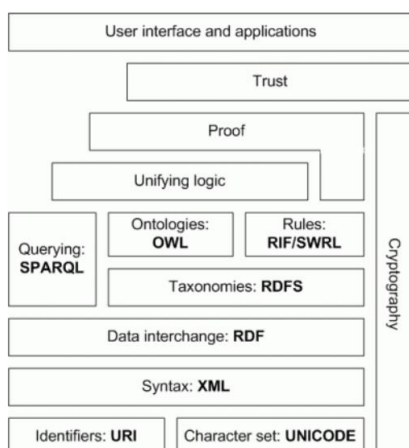 User interface and applications
Trust
Proof
Unifying logic
Querying:
SPARQL
Ontologies:
OWL
Rules:
RIF/SWRL
Taxonomies: RDFS
Cryptography
Data interchange: RDF
Syntax: XML
Identifiers: URI
Character set: UNICODE